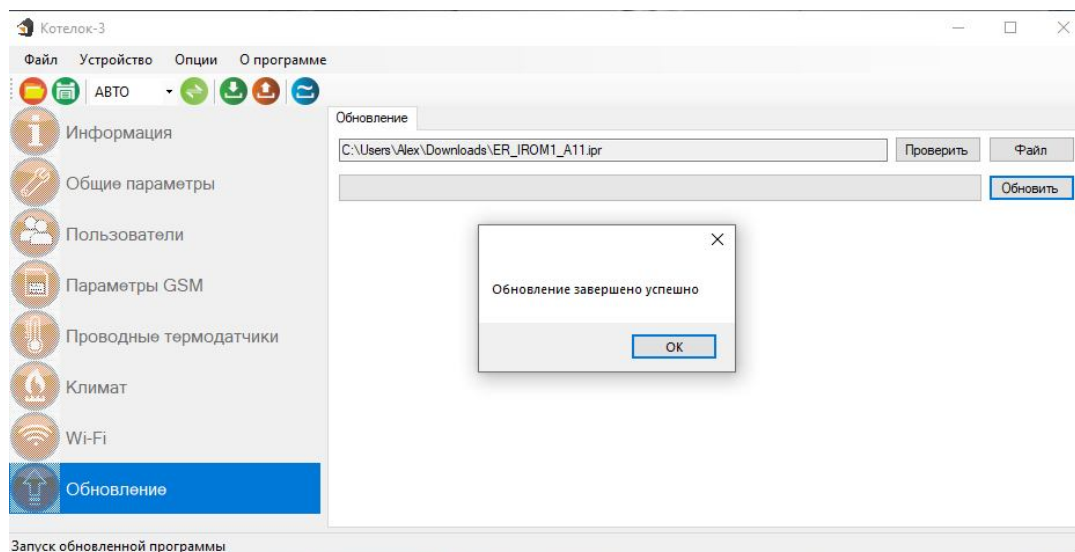 Котелок-3
Файл Устройство Опции О программе
АВТО
Информация
Общие параметры
Пользователи
Параметры GSM
Проводные термодатчики
Климат
Wi-Fi
Обновление
Обновление
C:\Users\Alex\Downloads\ER_IROM1_A11.ipr
Проверить
Файл
Обновить
Обновление завершено успешно
ОК
Запуск обновленной программы